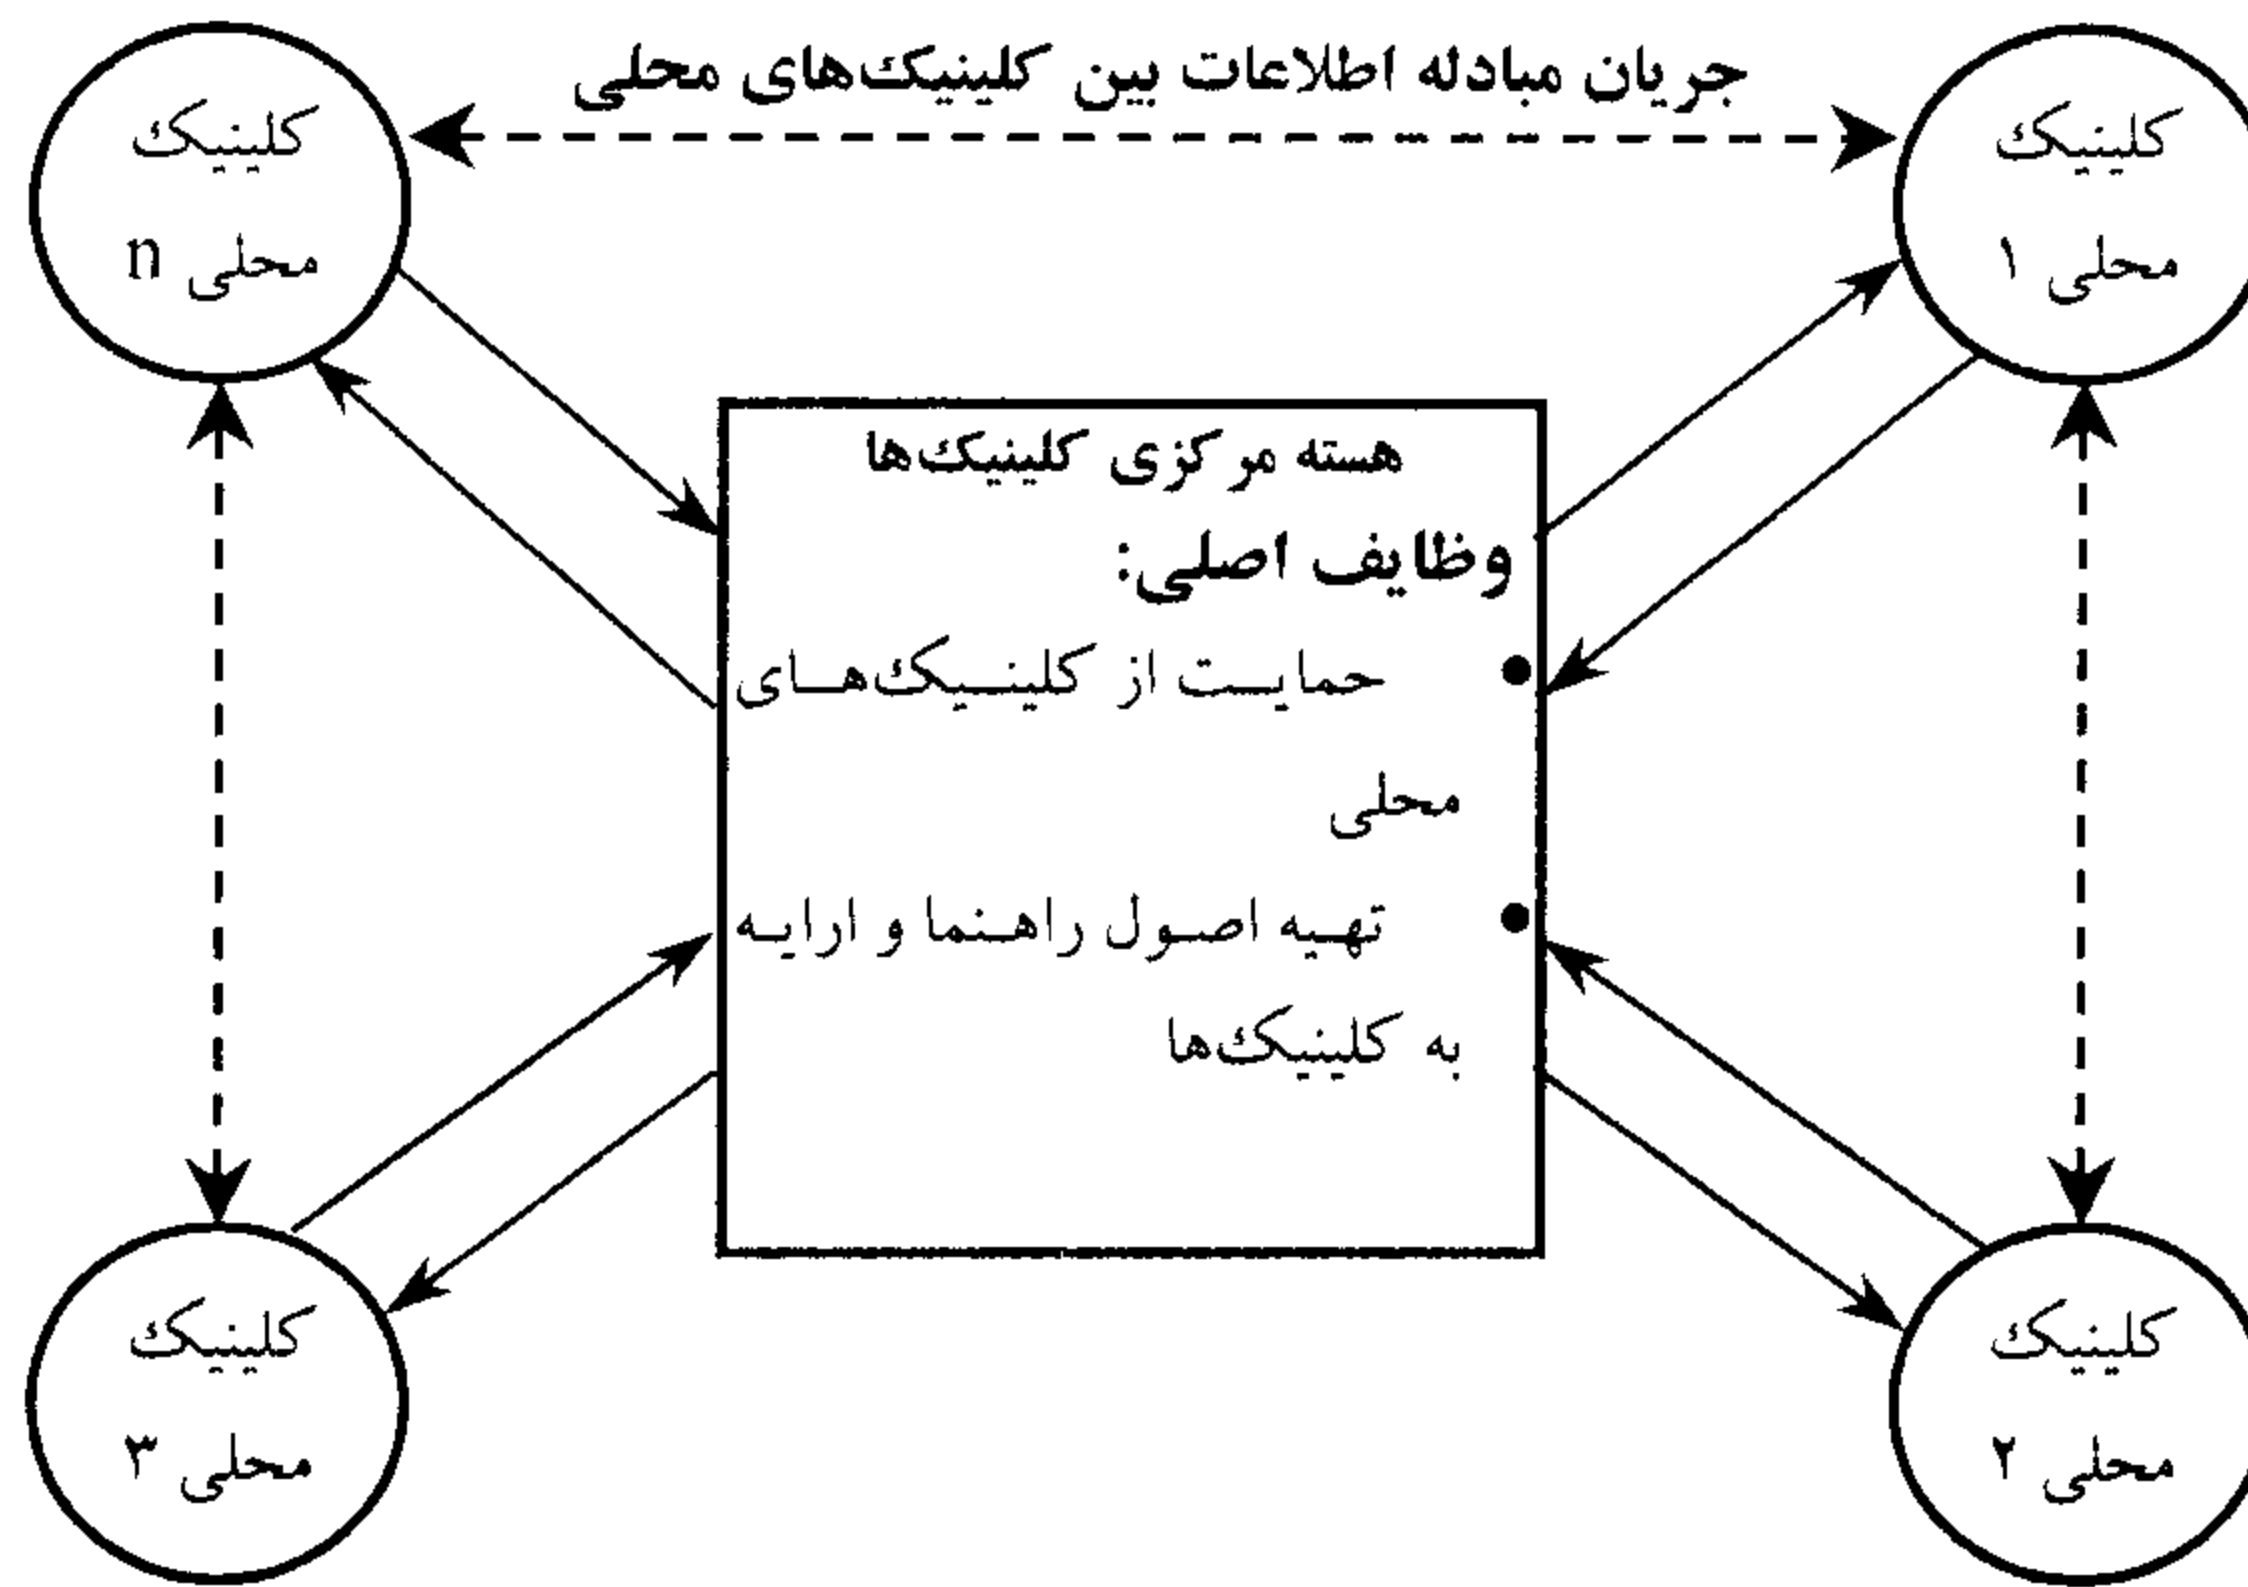 جریان مبادله اطلاعات بین کلینیک‌های محلی
کلینیک
محلی ۱
کلینیک
محلی n
هسته مرکزی کلینیک‌ها
وظایف اصلی:
• حمایت از کلینیک‌های
محلی
• تهیه اصول راهنما و ارایه
به کلینیک‌ها
کلینیک
محلی ۲
کلینیک
محلی ۳